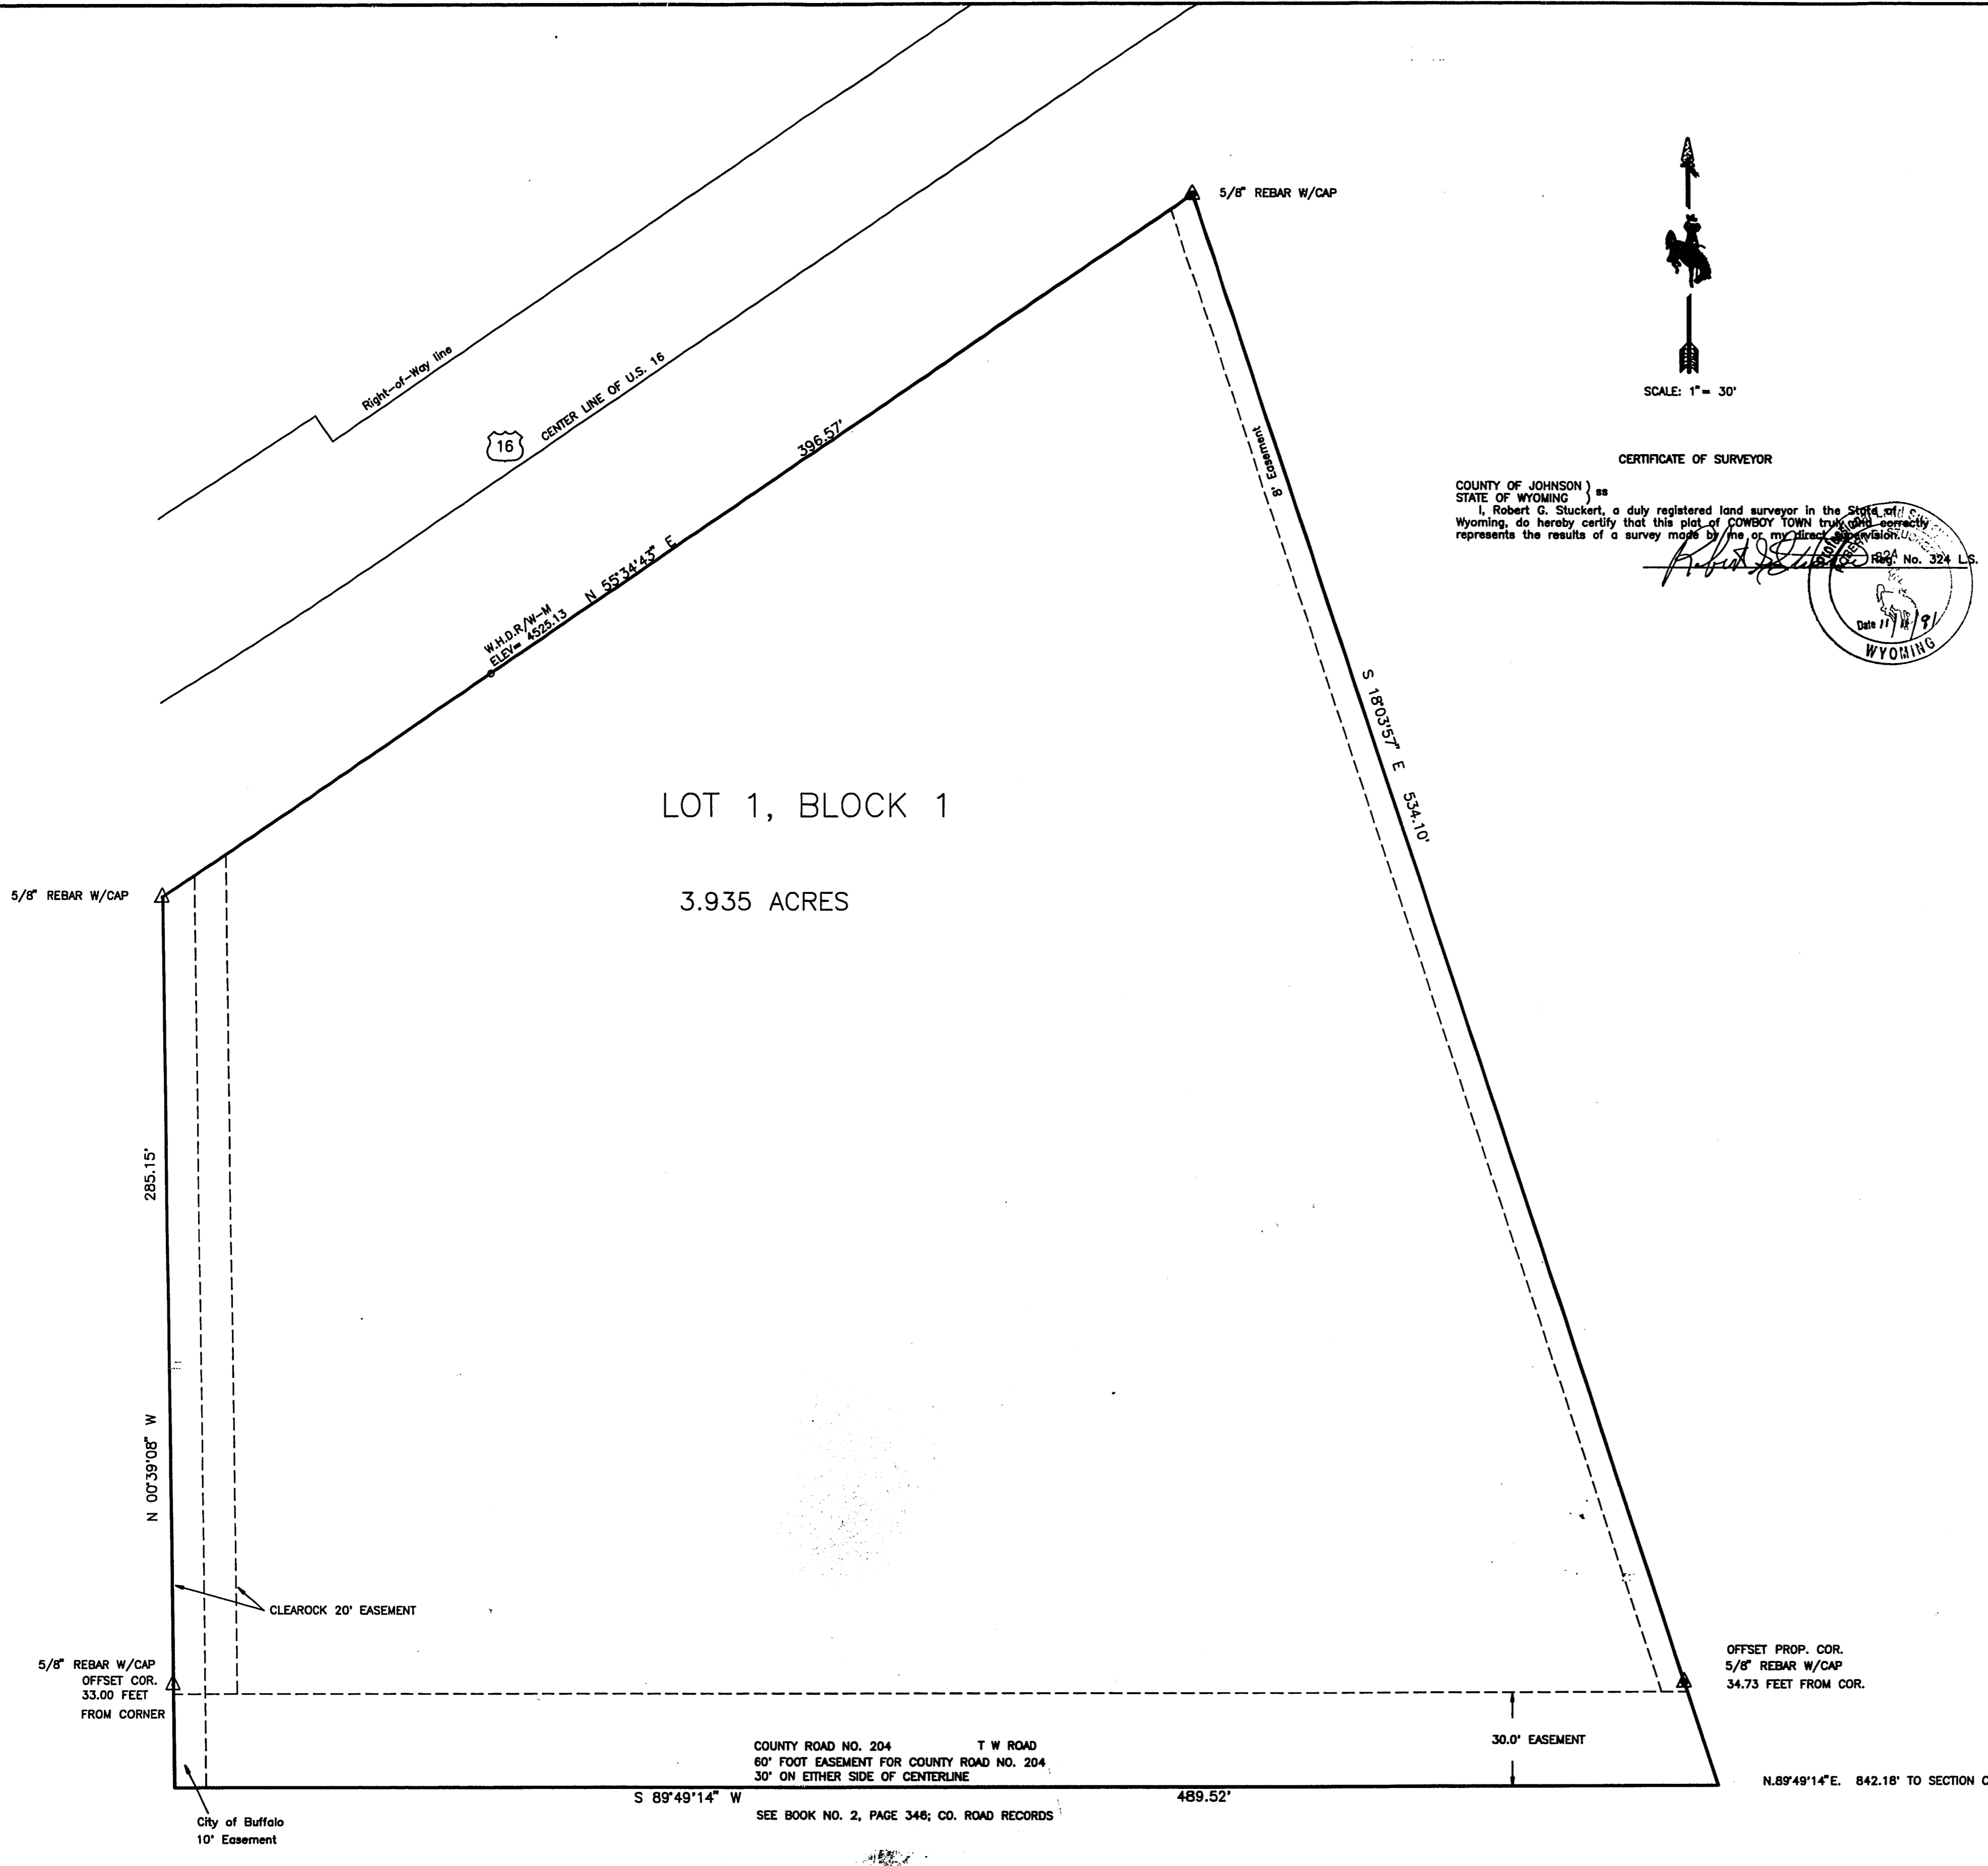 5/8" REBAR W/CAP
Right-of-Way line
CENTER LINE OF U.S. 16
16
396.57'
N 55°34'43" E
W.H.D.R/W-M
ELEV= 4525.13
8' Easement
SCALE: 1"= 30'
CERTIFICATE OF SURVEYOR
COUNTY OF JOHNSON )
STATE OF WYOMING ) ss
I, Robert G. Stuckert, a duly registered land surveyor in the State of
Wyoming, do hereby certify that this plat of COWBOY TOWN truly and correctly
represents the results of a survey made by me or my direct supervision.
Reg. No. 324 L.S.
Date 11/11/91
WYOMING
S 18°03'57" E 534.10'
LOT 1, BLOCK 1
3.935 ACRES
5/8" REBAR W/CAP
285.15'
N 00°39'08" W
CLEAROCK 20' EASEMENT
5/8" REBAR W/CAP
OFFSET COR.
33.00 FEET
FROM CORNER
OFFSET PROP. COR.
5/8" REBAR W/CAP
34.73 FEET FROM COR.
30.0' EASEMENT
COUNTY ROAD NO. 204 T W ROAD
60' FOOT EASEMENT FOR COUNTY ROAD NO. 204
30' ON EITHER SIDE OF CENTERLINE
S 89°49'14" W 489.52'
N.89°49'14"E. 842.18' TO SECTION C
SEE BOOK NO. 2, PAGE 346; CO. ROAD RECORDS
City of Buffalo
10' Easement